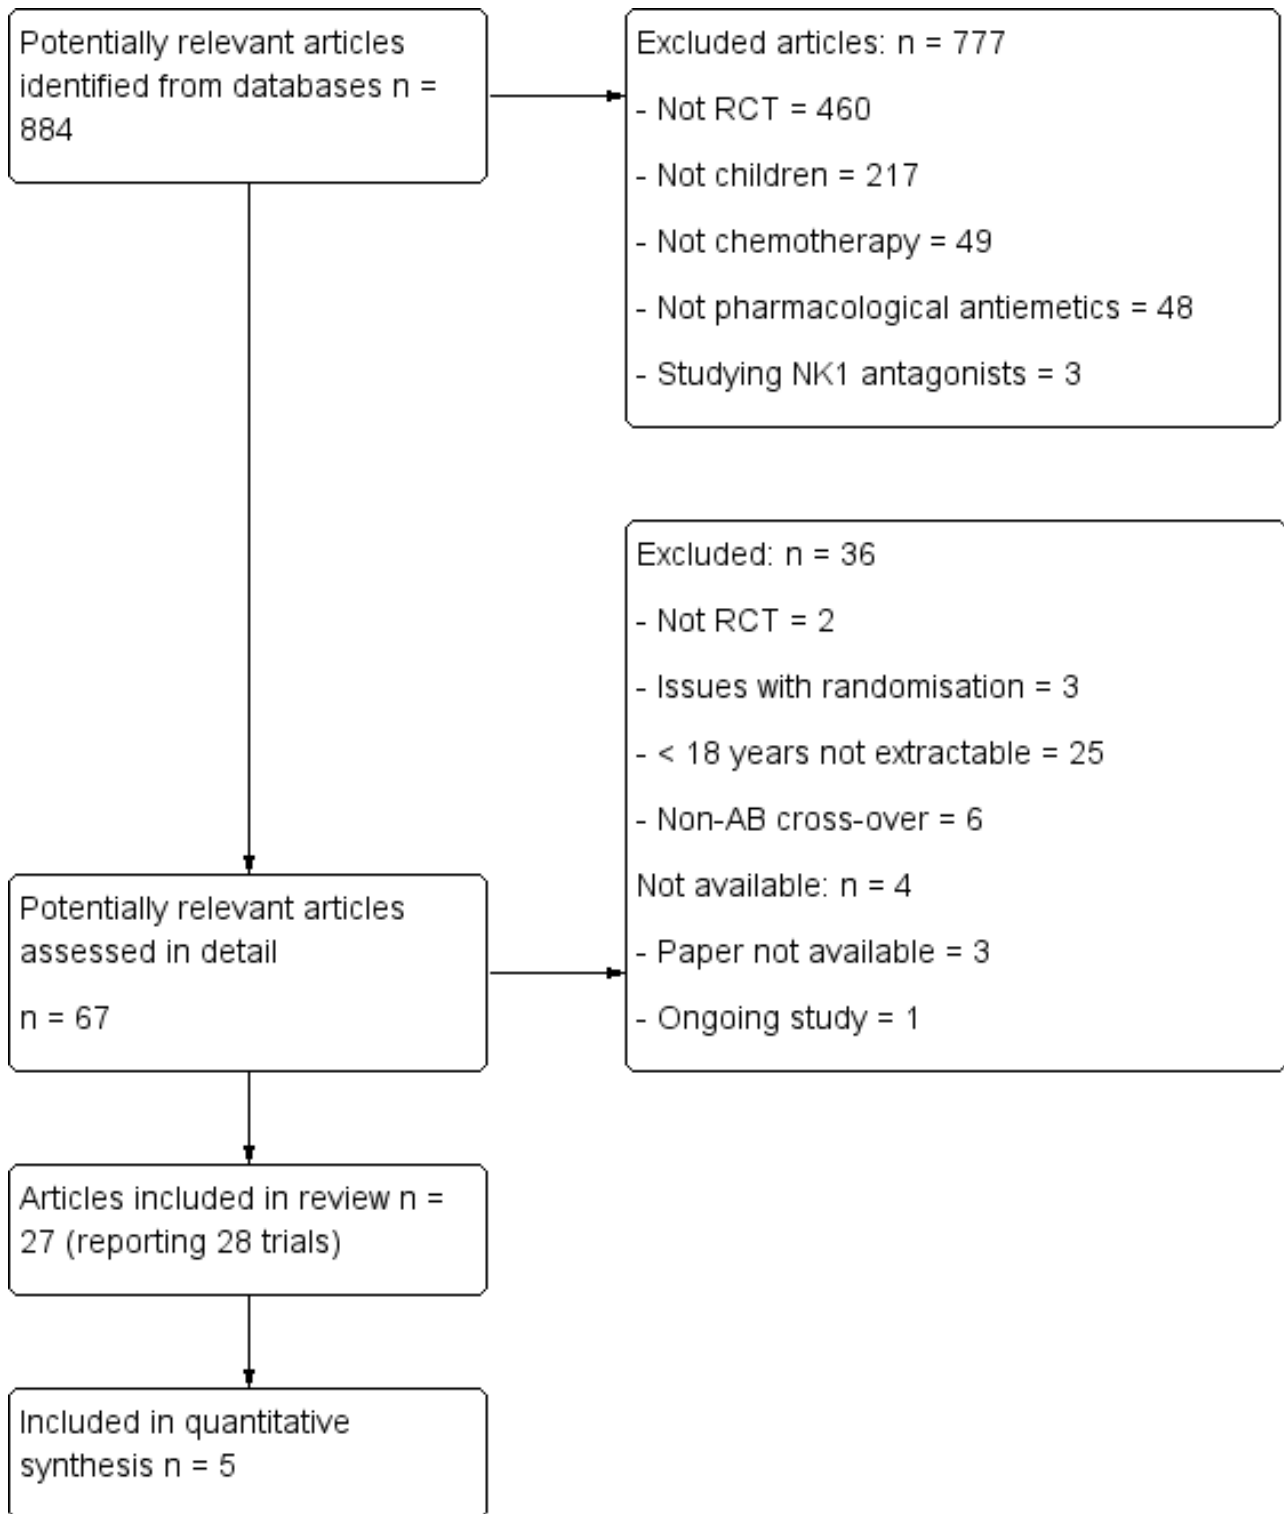 Potentially relevant articles
identified from databases n =
884
Excluded articles: n = 777
- Not RCT = 460
- Not children = 217
- Not chemotherapy = 49
- Not pharmacological antiemetics = 48
- Studying NK1 antagonists = 3
Excluded: n = 36
- Not RCT = 2
- Issues with randomisation = 3
- < 18 years not extractable = 25
- Non-AB cross-over = 6
Not available: n = 4
- Paper not available = 3
- Ongoing study = 1
Potentially relevant articles
assessed in detail
n = 67
Articles included in review n =
27 (reporting 28 trials)
Included in quantitative
synthesis n = 5